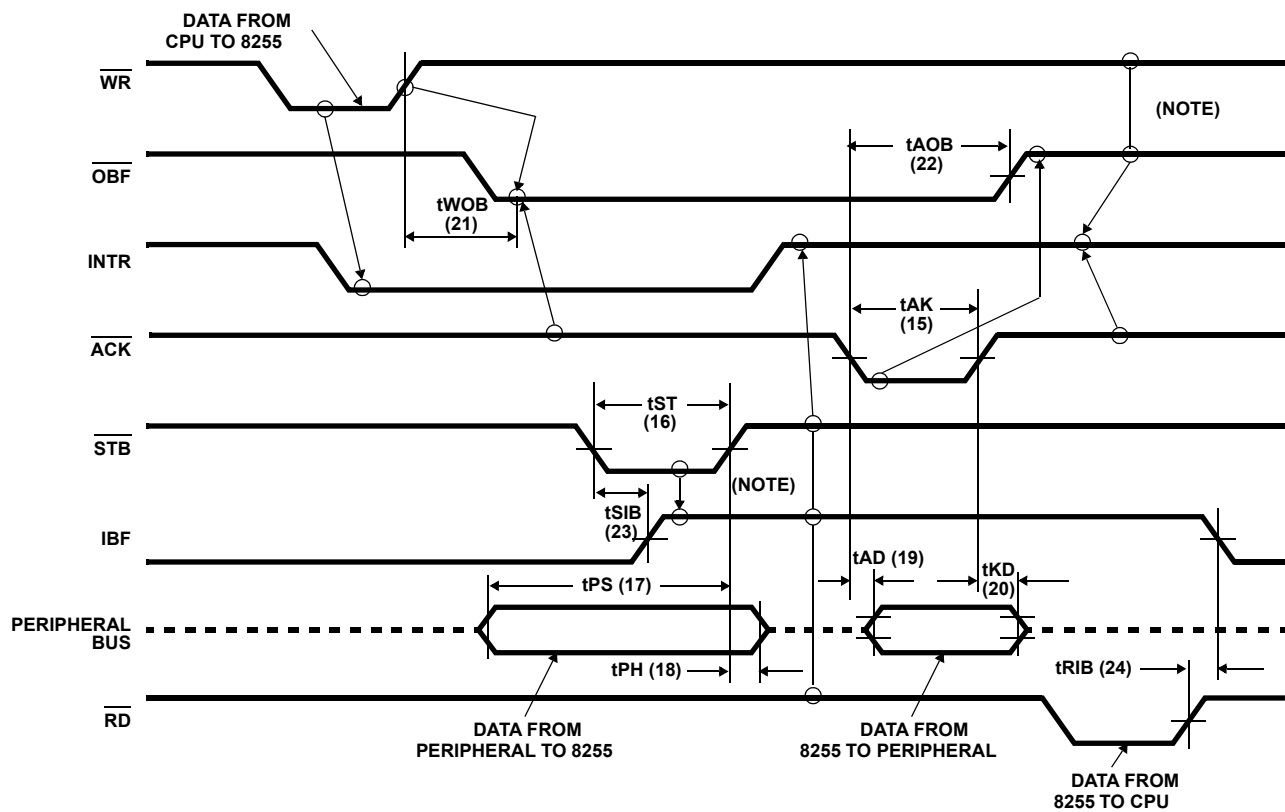 DATA FROM
CPU TO 8255
WR
(NOTE)
tAOB
(22)
OBF
tWOB
(21)
INTR
tAK
(15)
ACK
tST
(16)
STB
(NOTE)
tSIB
(23)
IBF
tAD (19)
tKD
(20)
tPS (17)
PERIPHERAL
BUS
tPH (18)
tRIB (24)
RD
DATA FROM
PERIPHERAL TO 8255
DATA FROM
8255 TO PERIPHERAL
DATA FROM
8255 TO CPU